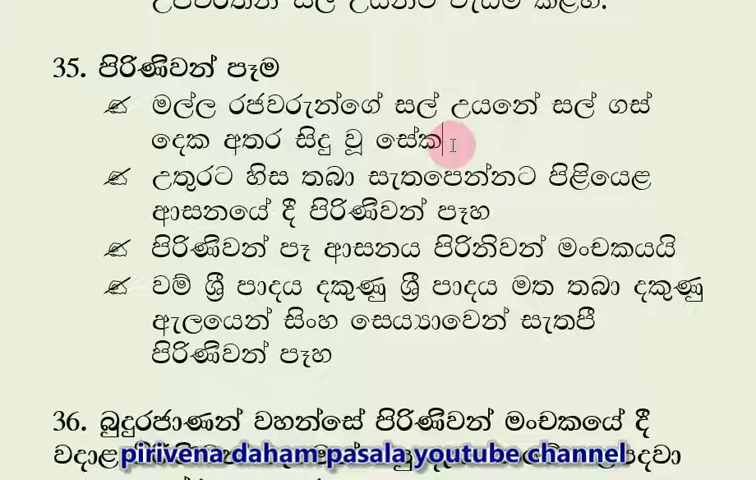 35. පිරිණිවන් පෑම
මල්ල රජවරුන්ගේ සල් උයනේ සල් ගස්
දෙක අතර සිදු වූ සේක
උතුරට හිස තබා සැතපෙන්නට පිළියෙළ
ආසනයේ දී පිරිණිවන් පෑහ
පිරිණිවන් පෑ ආසනය පිරිනිවන් මංචකයයි
වම් ශ්‍රී පාදය දකුණු ශ්‍රී පාදය මත තබා දකුණු
ඇලයෙන් සිංහ සෙය්‍යාවෙන් සැතපී
පිරිණිවන් පෑහ
36. බුදුරජාණන් වහන්සේ පිරිණිවන් මංචකයේ දී
වදාළ
pirivena daham pasala youtube channel